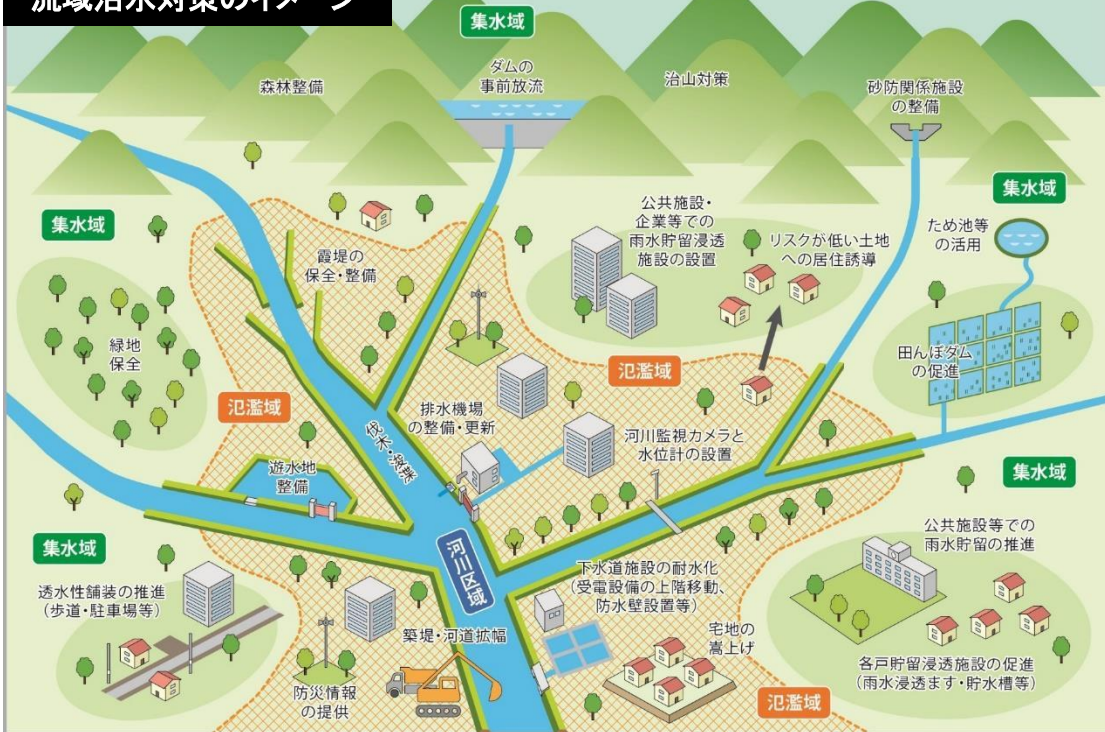 流域治水対策のイメージ
集水域
ダムの
事前放流
森林整備
治山対策
砂防関係施設
の整備
集水域
集水域
公共施設・
企業等での
雨水貯留浸透
施設の設置
リスクが低い土地
への居住誘導
ため池等
の活用
霞堤の
保全・整備
緑地
保全
田んぼダム
の促進
氾濫域
氾濫域
排水機場
の整備・更新
伐木・浚渫
河川監視カメラと
水位計の設置
遊水地
整備
集水域
集水域
公共施設等での
雨水貯留の推進
河川区域
下水道施設の耐水化
(受電設備の上階移動、
防水壁設置等)
透水性舗装の推進
(歩道・駐車場等)
築堤・河道拡幅
宅地の
嵩上げ
各戸貯留浸透施設の促進
(雨水浸透ます・貯水槽等)
防災情報
の提供
氾濫域